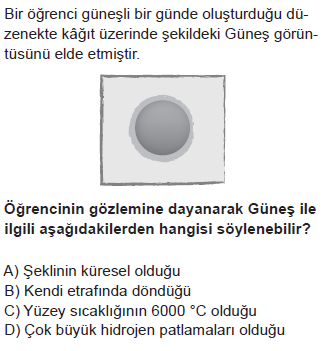 Bir öğrenci güneşli bir günde oluşturduğu dü-
zenekte kâğıt üzerinde şekildeki Güneş görün-
tüsünü elde etmiştir.
Öğrencinin gözlemine dayanarak Güneş ile
ilgili aşağıdakilerden hangisi söylenebilir?
A) Şeklinin küresel olduğu
B) Kendi etrafında döndüğü
C) Yüzey sıcaklığının 6000 °C olduğu
D) Çok büyük hidrojen patlamaları olduğu